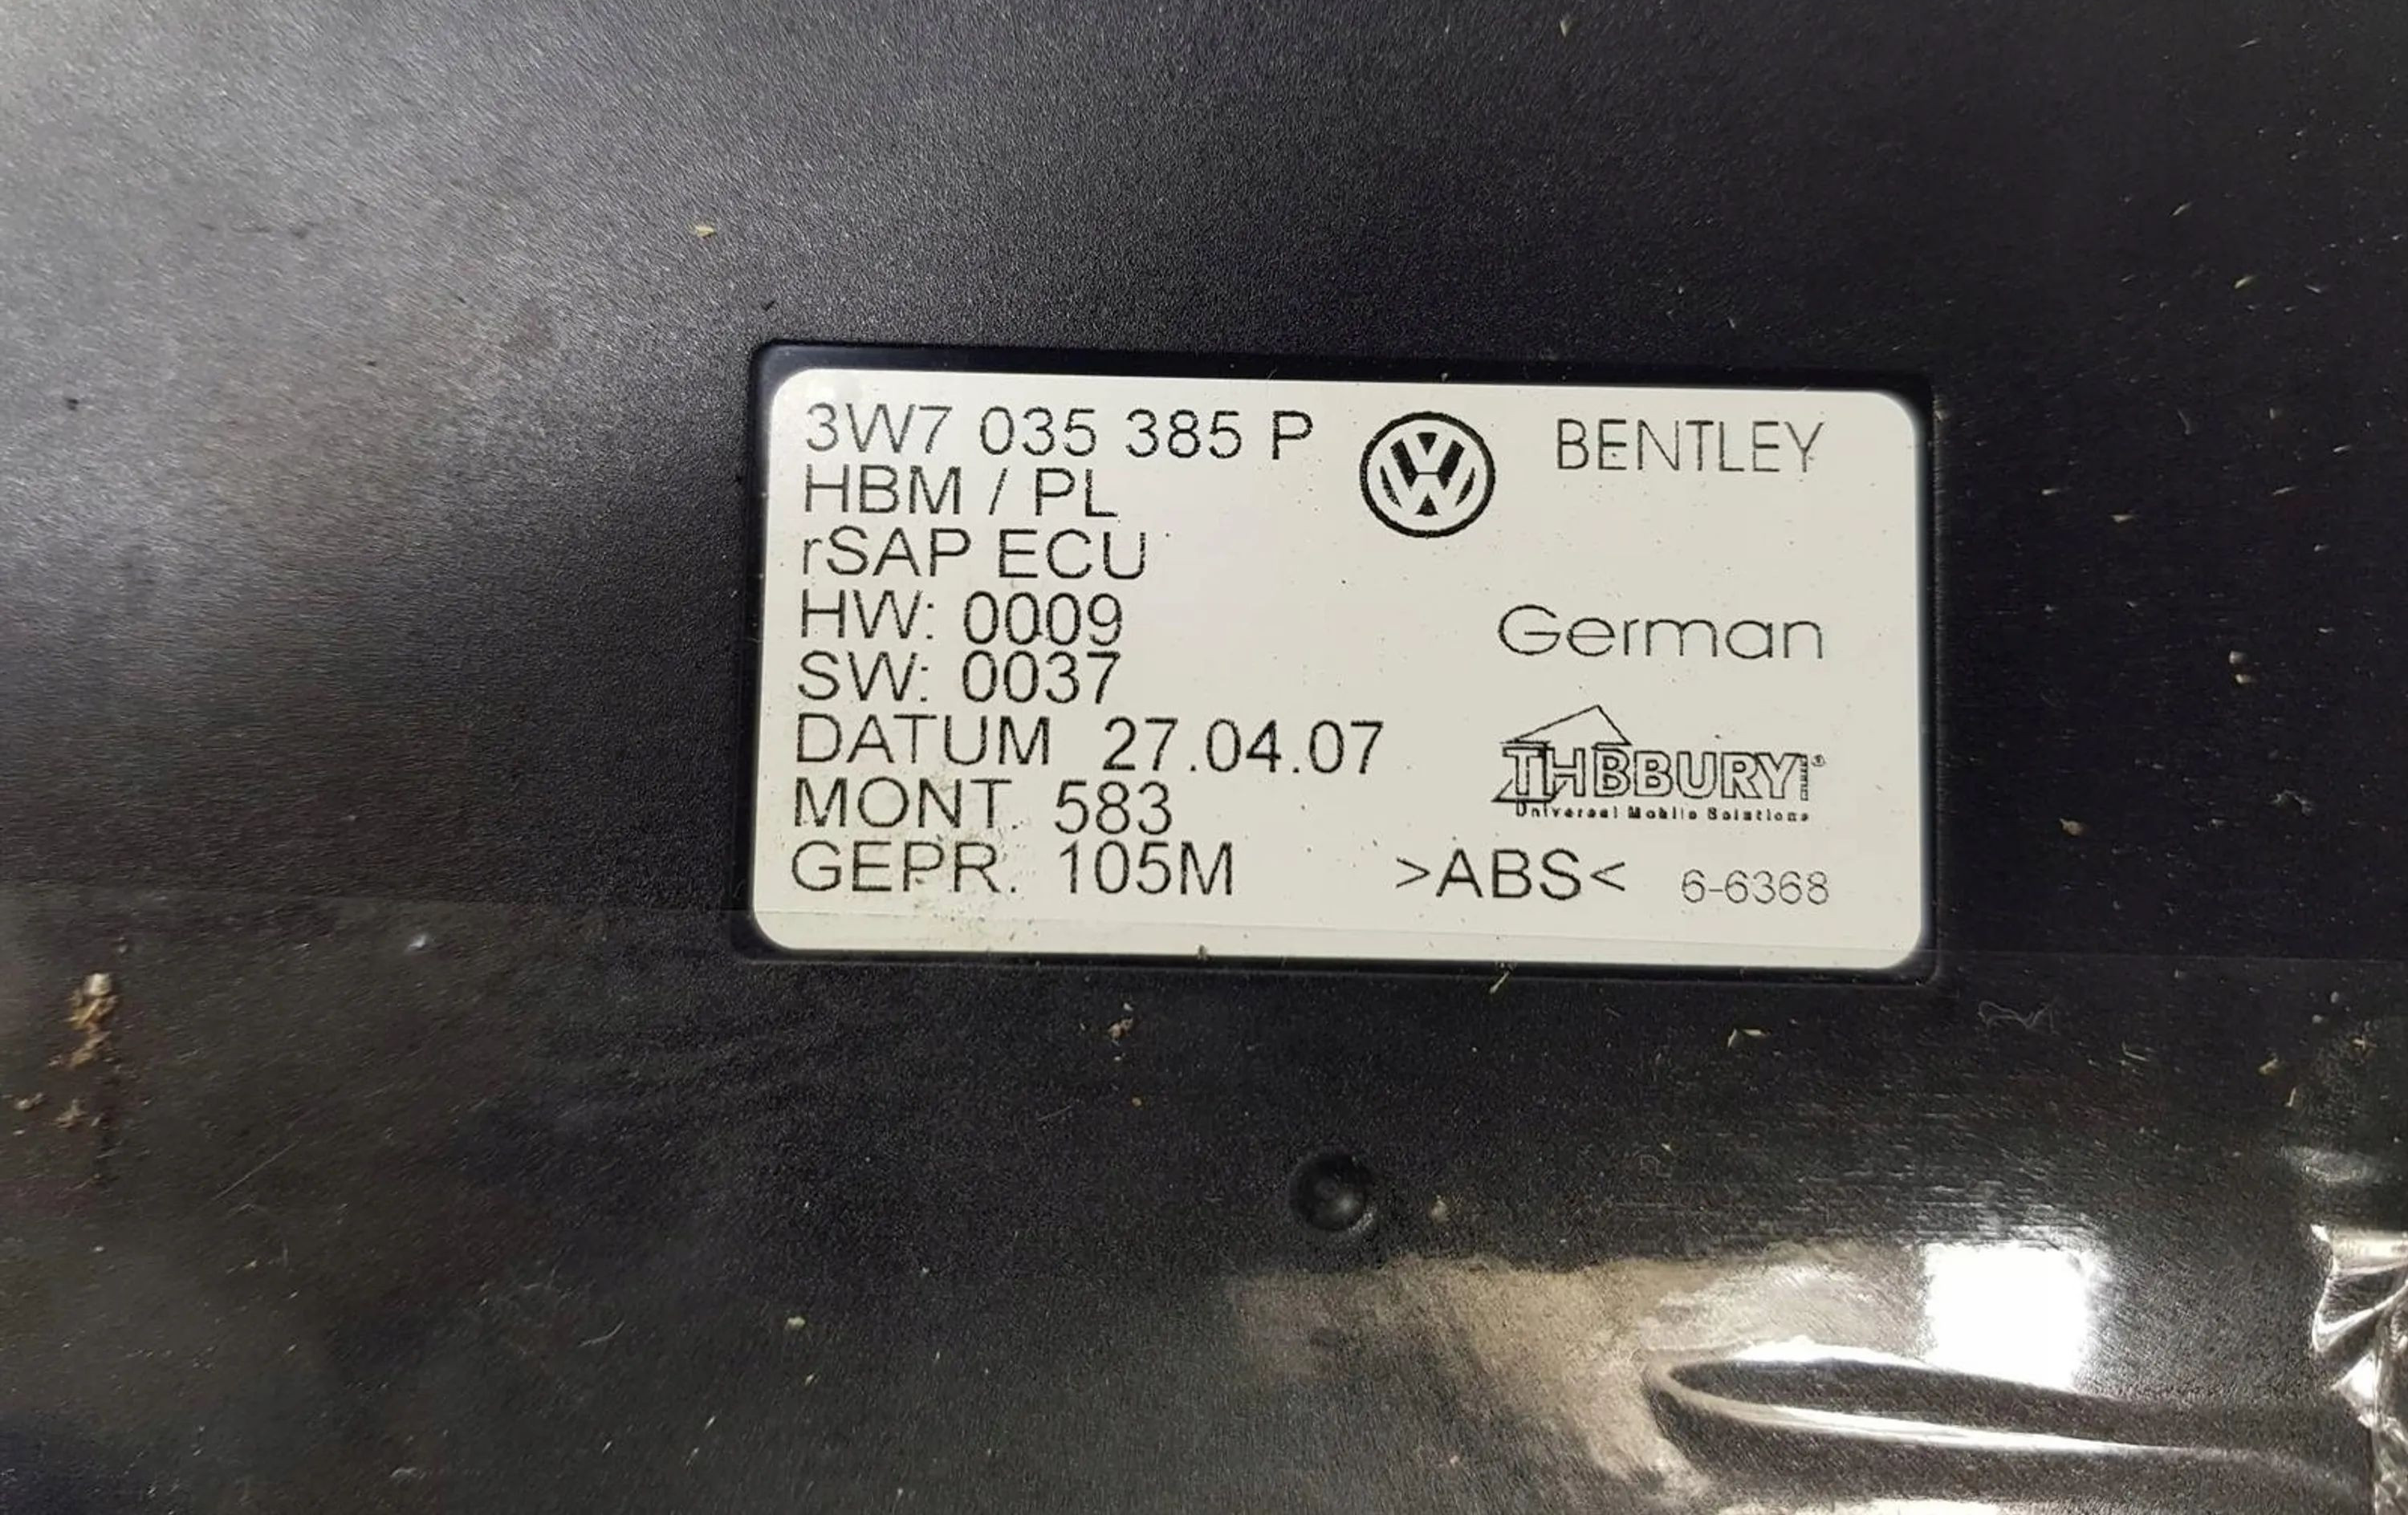 3W7 035 385 P
HBM / PL
rSAP ECU
HW: 0009
SW: 0037
DATUM 27.04.07
MONT. 583
GEPR. 105M
BENTLEY
German
THBBURY
Universal Mobile Solutions
>ABS<
6-6368